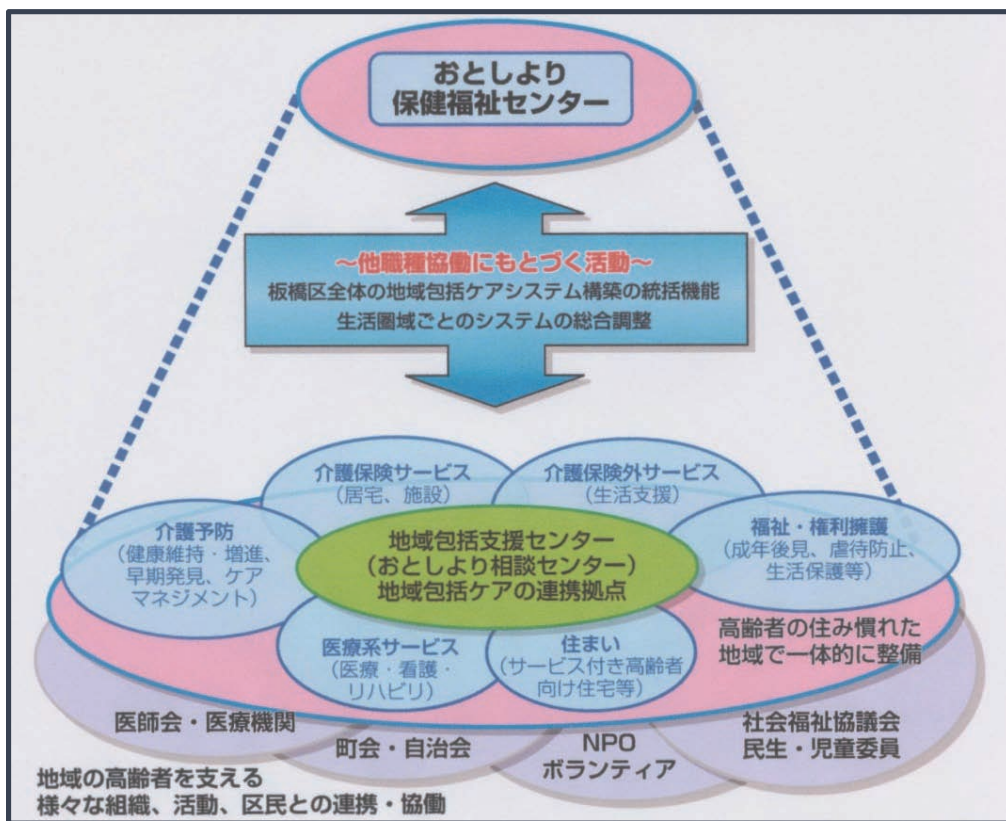 おとしより
保健福祉センター
～他職種協働にもとづく活動～
板橋区全体の地域包括ケアシステム構築の統括機能
生活圏域ごとのシステムの総合調整
介護保険サービス
(居宅、施設)
介護保険外サービス
(生活支援)
介護予防
(健康維持・増進、
早期発見、ケア
マネジメント)
地域包括支援センター
(おとしより相談センター)
地域包括ケアの連携拠点
福祉・権利擁護
(成年後見、虐待防止、
生活保護等)
医療系サービス
(医療・看護・
リハビリ)
住まい
(サービス付き高齢者
向け住宅等)
高齢者の住み慣れた
地域で一体的に整備
医師会・医療機関
町会・自治会
NPO
ボランティア
社会福祉協議会
民生・児童委員
地域の高齢者を支える
様々な組織、活動、区民との連携・協働